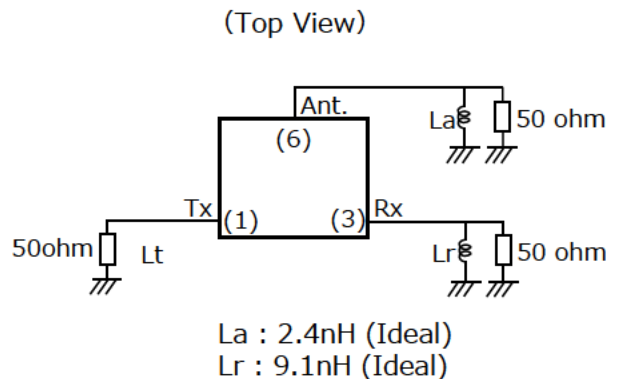 (Top View)
Ant.
La
50 ohm
(6)
Tx
(1)
(3)
Rx
50ohm
Lt
Lr
50 ohm
La : 2.4nH (Ideal)
Lr : 9.1nH (Ideal)